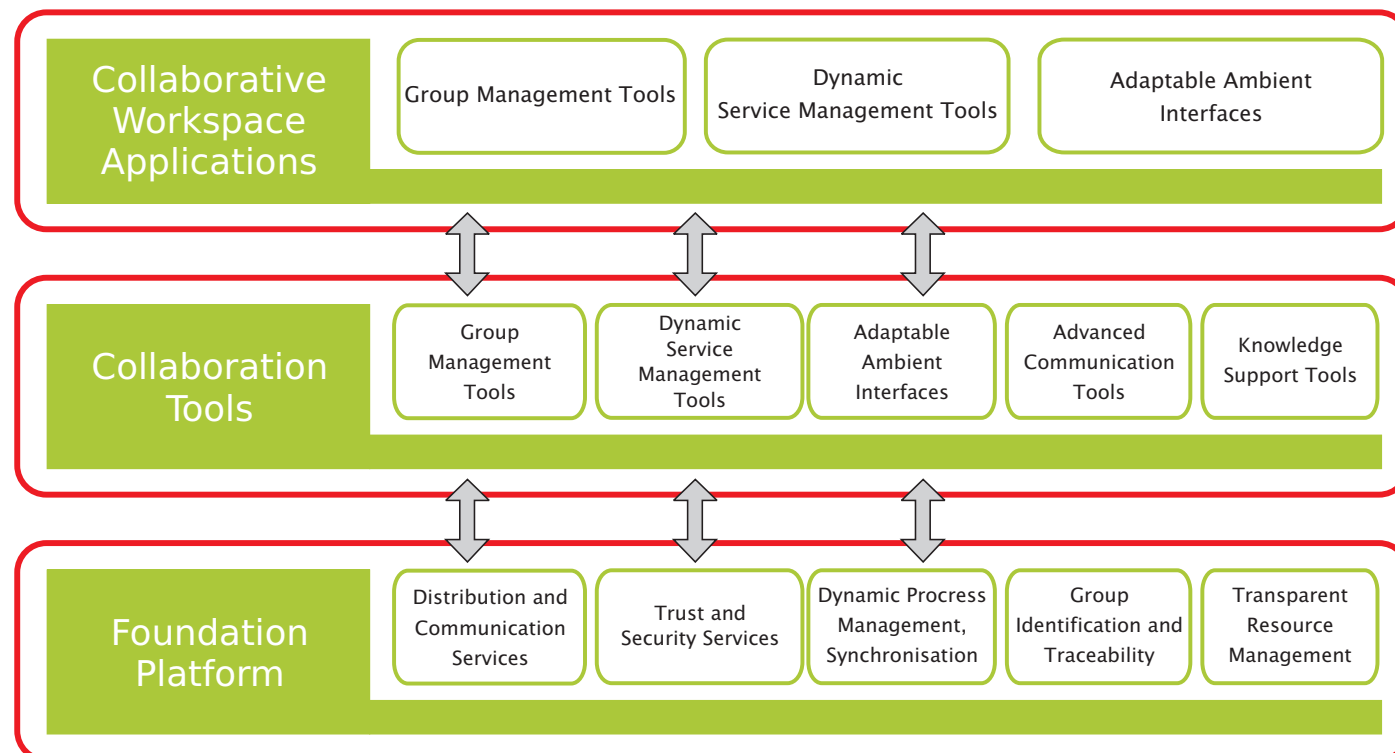 Collaborative
Workspace
Applications
Group Management Tools
Dynamic
Service Management Tools
Adaptable Ambient
Interfaces
Collaboration
Tools
Group
Management
Tools
Dynamic
Service
Management
Tools
Adaptable
Ambient
Interfaces
Advanced
Communication
Tools
Knowledge
Support Tools
Foundation
Platform
Distribution and
Communication
Services
Trust and
Security Services
Dynamic Procress
Management,
Synchronisation
Group
Identification and
Traceability
Transparent
Resource
Management